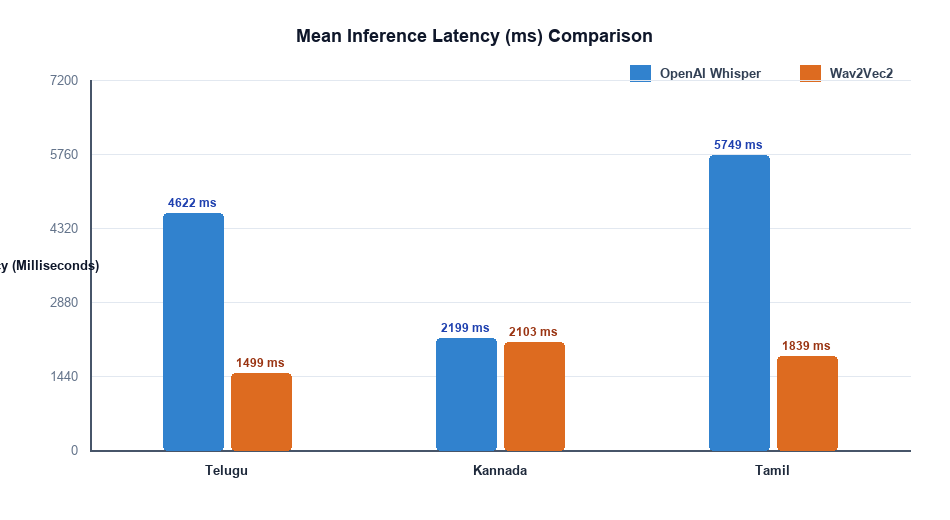 Mean Inference Latency (ms) Comparison
OpenAI Whisper
Wav2Vec2
7200
5760
4320
2880
1440
0
(Milliseconds)
4622 ms
1499 ms
2199 ms
2103 ms
5749 ms
1839 ms
Telugu
Kannada
Tamil